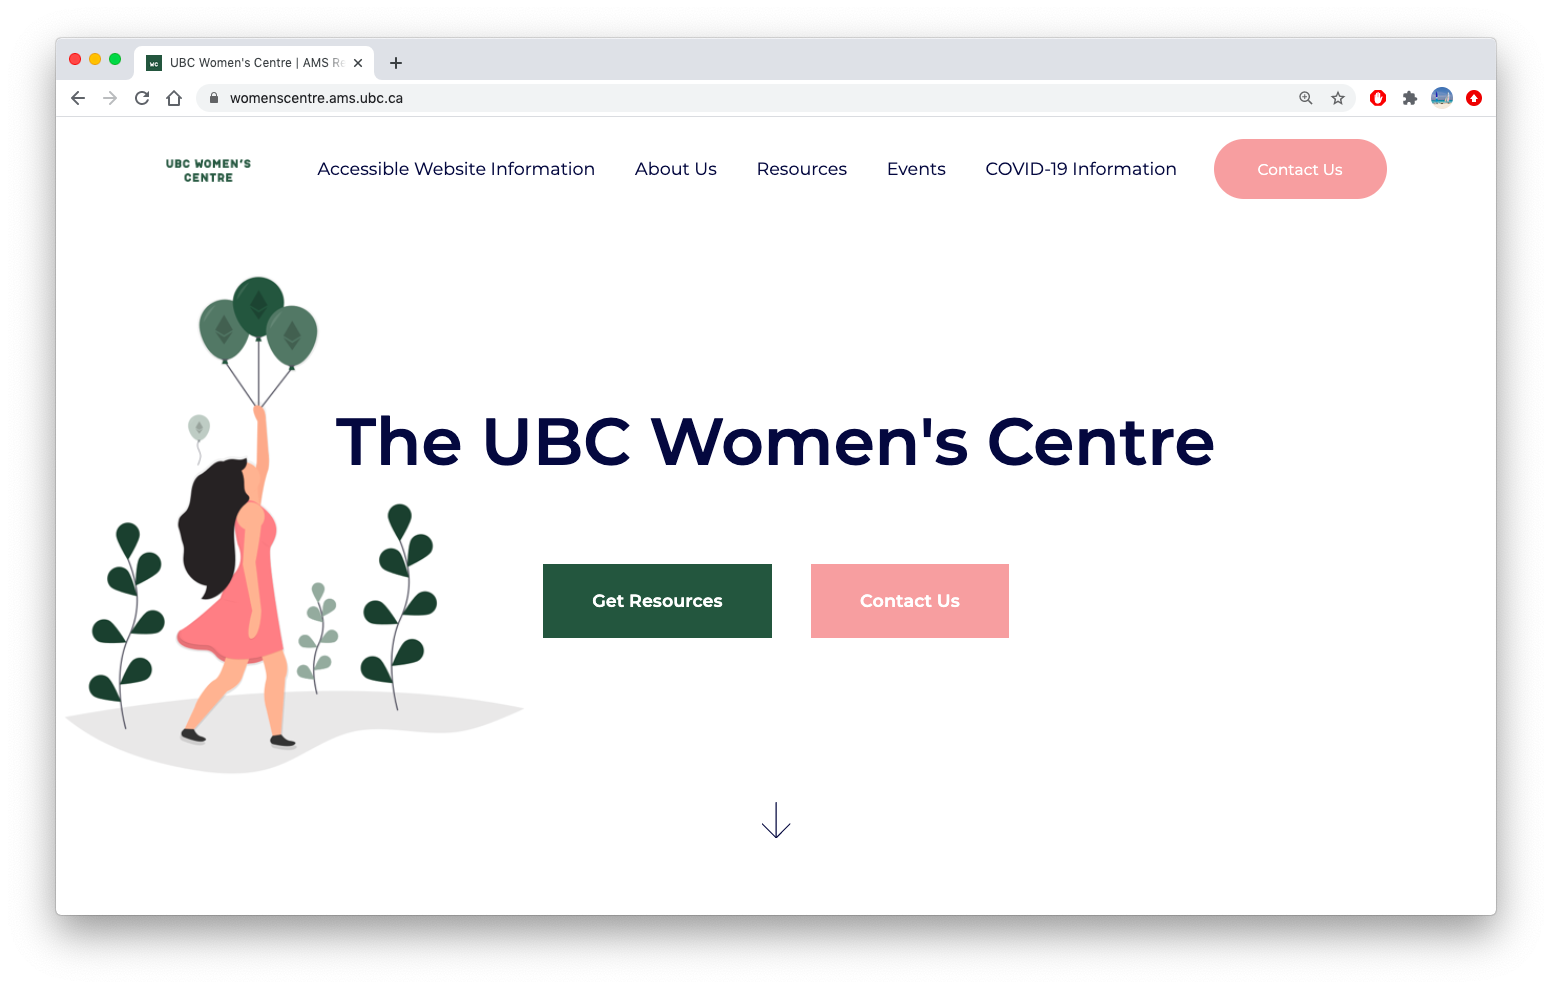 WC
UBC Women's Centre | AMS Re
womenscentre.ams.ubc.ca
UBC WOMEN'S
CENTRE
Accessible Website Information
About Us
Resources
Events
COVID-19 Information
Contact Us
The UBC Women's Centre
Get Resources
Contact Us